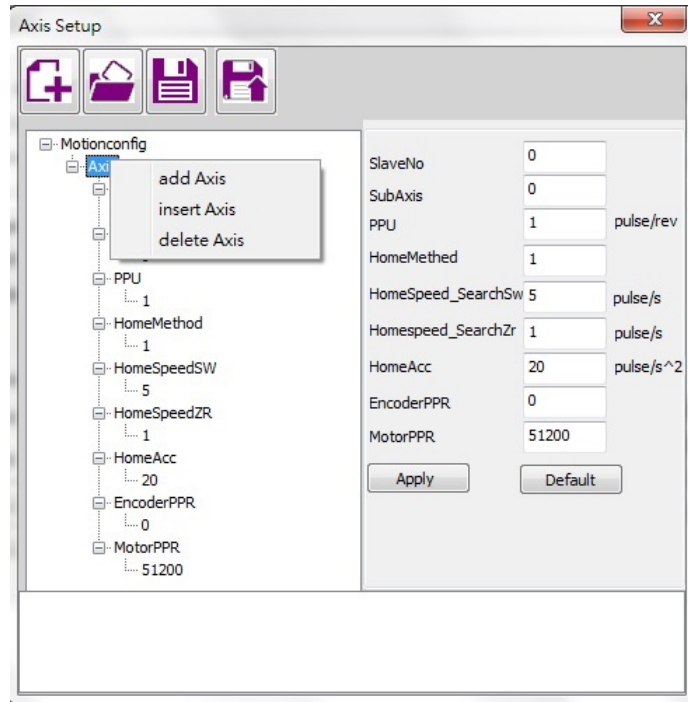 Axis Setup
Motionconfig
Axi
add Axis
insert Axis
delete Axis
PPU
1
HomeMethod
1
HomeSpeedSW
5
HomeSpeedZR
1
HomeAcc
20
EncoderPPR
0
MotorPPR
51200
SlaveNo 0
SubAxis 0
PPU 1 pulse/rev
HomeMethed 1
HomeSpeed_SearchSw 5 pulse/s
Homespeed_SearchZr 1 pulse/s
HomeAcc 20 pulse/s^2
EncoderPPR 0
MotorPPR 51200
Apply Default